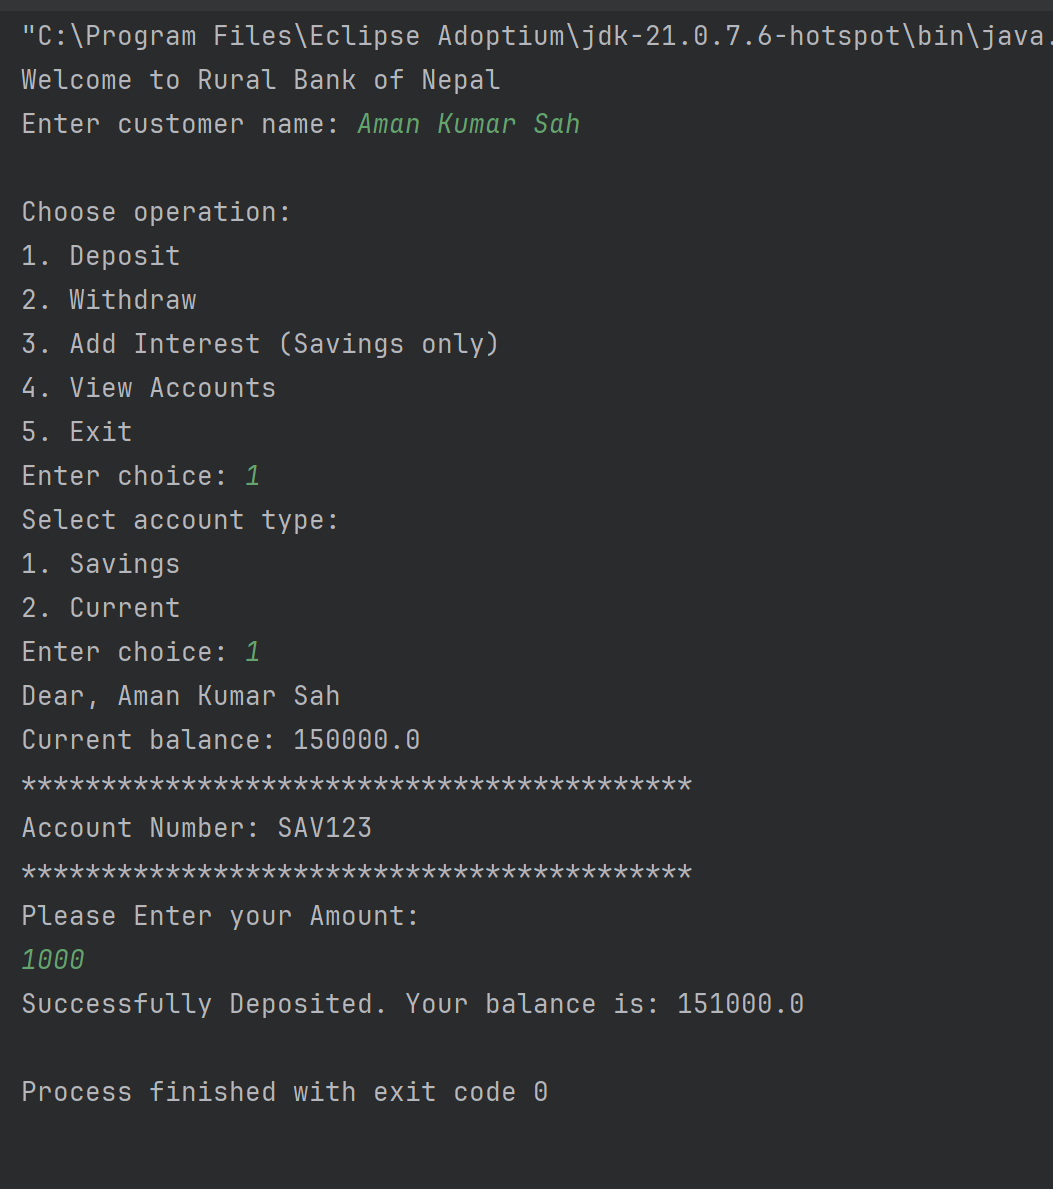 "C:\Program Files\Eclipse Adoptium\jdk-21.0.7.6-hotspot\bin\java.
Welcome to Rural Bank of Nepal
Enter customer name: Aman Kumar Sah
Choose operation:
1. Deposit
2. Withdraw
3. Add Interest (Savings only)
4. View Accounts
5. Exit
Enter choice: 1
Select account type:
1. Savings
2. Current
Enter choice: 1
Dear, Aman Kumar Sah
Current balance: 150000.0
******************************************
Account Number: SAV123
******************************************
Please Enter your Amount:
1000
Successfully Deposited. Your balance is: 151000.0
Process finished with exit code 0